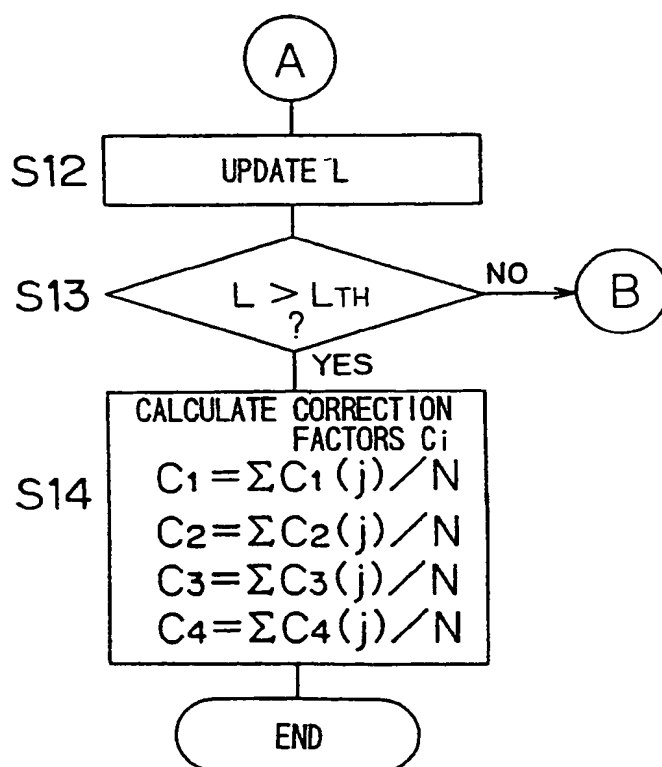 A
S12
UPDATE L
S13
L > LTH
?
NO
B
YES
S14
CALCULATE CORRECTION
FACTORS Ci
C1=ΣC1(j)/N
C2=ΣC2(j)/N
C3=ΣC3(j)/N
C4=ΣC4(j)/N
END